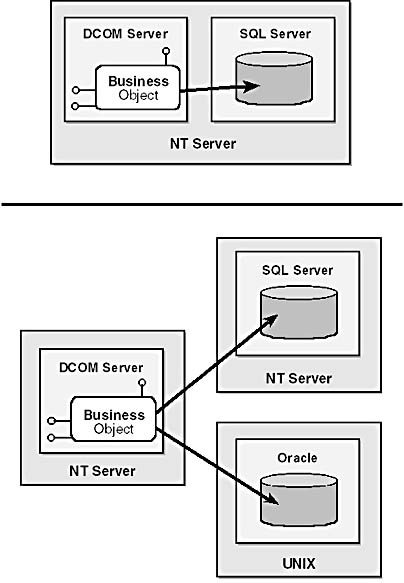 DCOM Server
SQL Server
Business
Object
NT Server
SQL Server
NT Server
DCOM Server
Business
Object
NT Server
Oracle
UNIX